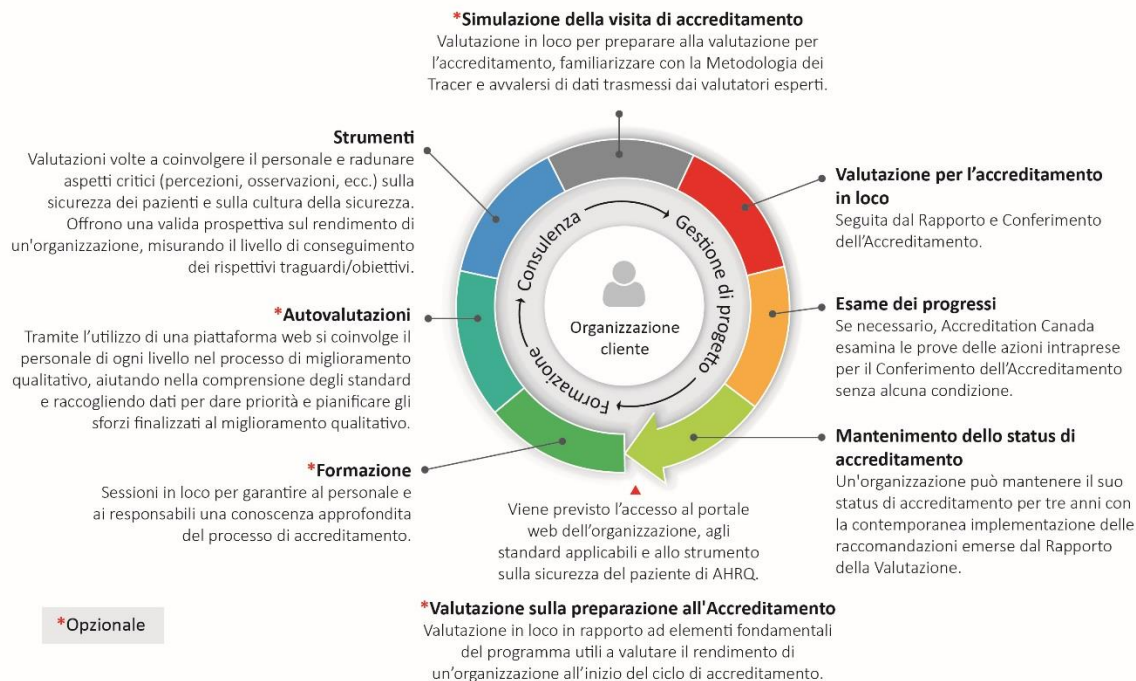 *Simulazione della visita di accreditamento
Valutazione in loco per preparare alla valutazione per
l'accreditamento, familiarizzare con la Metodologia dei
Tracer e avvalersi di dati trasmessi dai valutatori esperti.
Strumenti
Valutazioni volte a coinvolgere il personale e radunare
aspetti critici (percezioni, osservazioni, ecc.) sulla
sicurezza dei pazienti e sulla cultura della sicurezza.
Offrono una valida prospettiva sul rendimento di
un'organizzazione, misurando il livello di conseguimento
dei rispettivi traguardi/obiettivi.
*Autovalutazioni
Tramite l'utilizzo di una piattaforma web si coinvolge il
personale di ogni livello nel processo di miglioramento
qualitativo, aiutando nella comprensione degli standard
e raccogliendo dati per dare priorità e pianificare gli
sforzi finalizzati al miglioramento qualitativo.
*Formazione
Sessioni in loco per garantire al personale e
ai responsabili una conoscenza approfondita
del processo di accreditamento.
Consulenza
Gestione di progetto
Formazione
Organizzazione
cliente
Valutazione per l'accreditamento
in loco
Seguita dal Rapporto e Conferimento
dell'Accreditamento.
Esame dei progressi
Se necessario, Accreditation Canada
esamina le prove delle azioni intraprese
per il Conferimento dell'Accreditamento
senza alcuna condizione.
Mantenimento dello status di
accreditamento
Un'organizzazione può mantenere il suo
status di accreditamento per tre anni con
la contemporanea implementazione delle
raccomandazioni emerse dal Rapporto
della Valutazione.
Viene previsto l'accesso al portale
web dell'organizzazione, agli
standard applicabili e allo strumento
sulla sicurezza del paziente di AHRQ.
*Valutazione sulla preparazione all'Accreditamento
Valutazione in loco in rapporto ad elementi fondamentali
del programma utili a valutare il rendimento di
un'organizzazione all'inizio del ciclo di accreditamento.
*Opzionale